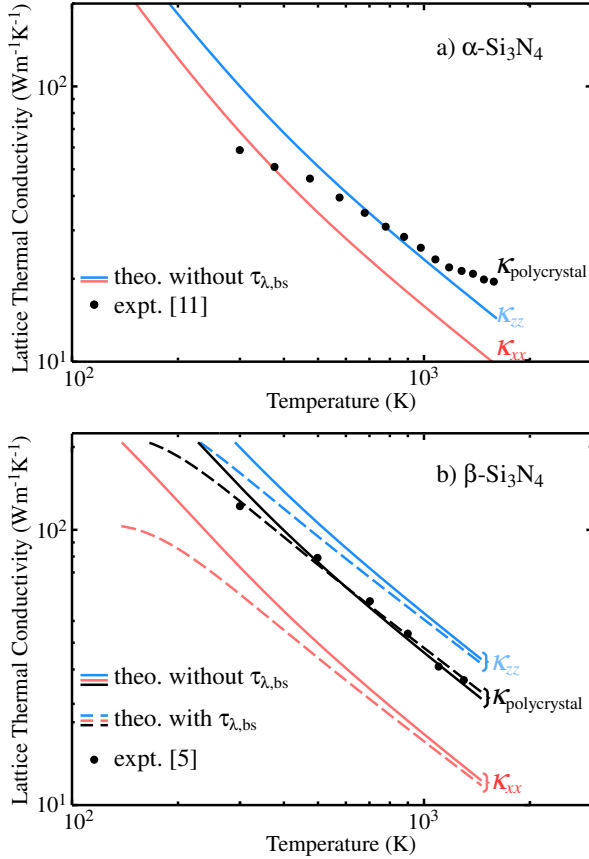 a) α-Si₃N₄
Lattice Thermal Conductivity (Wm⁻¹K⁻¹)
10²
10¹
theo. without τλ,bs
expt. [11]
κpolycrystal
κzz
κxx
10²
10³
Temperature (K)
b) β-Si₃N₄
Lattice Thermal Conductivity (Wm⁻¹K⁻¹)
10²
10¹
theo. without τλ,bs
theo. with τλ,bs
expt. [5]
κzz
κpolycrystal
κxx
10²
10³
Temperature (K)